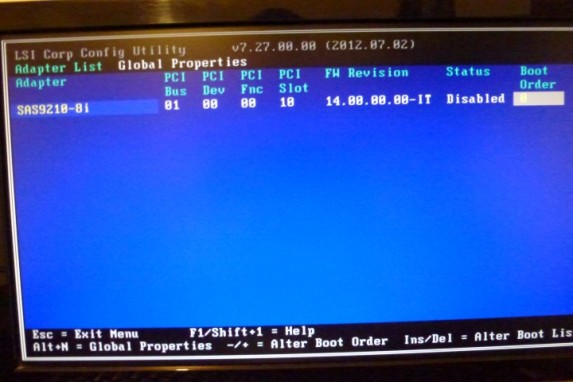 LSI Corp Config Utility v7.27.00.00 (2012.07.02)
Adapter List Global Properties
Adapter PCI Bus PCI Dev PCI Fnc PCI Slot FW Revision Status Boot Order
SAS9210-8i 01 00 00 10 14.00.00.00-IT Disabled 0
Esc = Exit Menu F1/Shift+1 = Help
Alt+N = Global Properties -/+ = Alter Boot Order Ins/Del = Alter Boot Lis